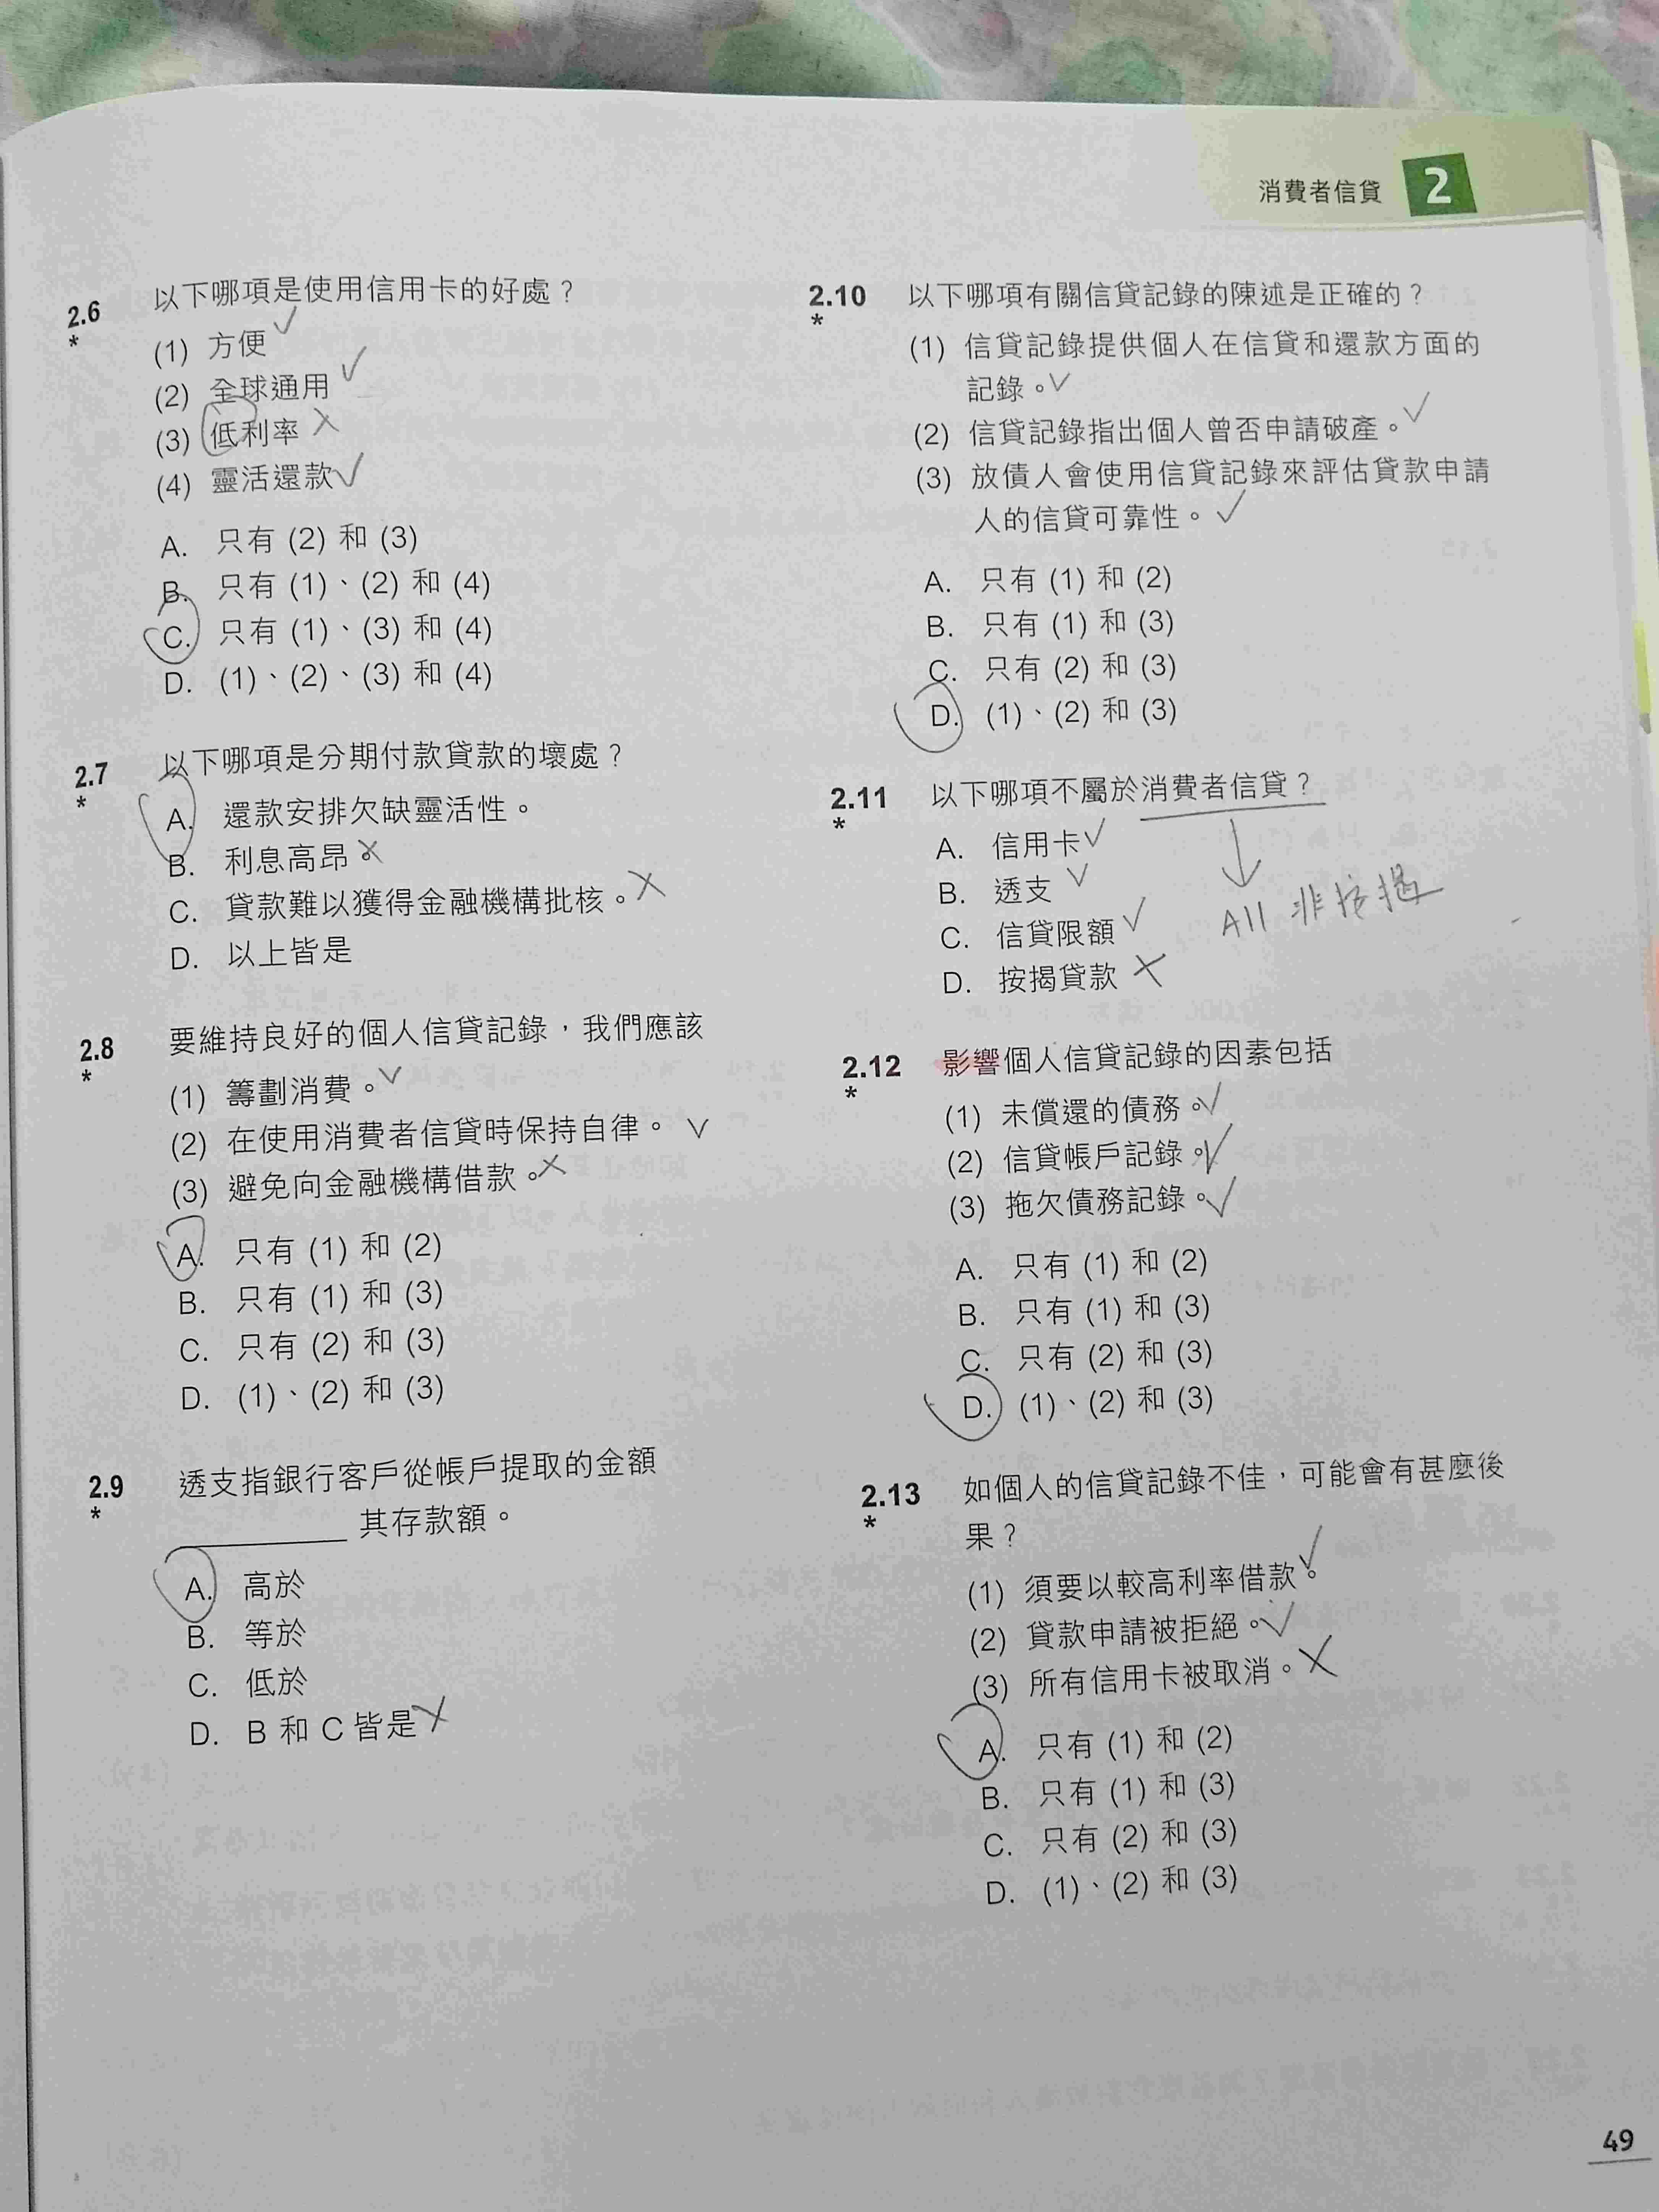 消費者信貸 2
2.6 以下哪項是使用信用卡的好處？
*
(1) 方便 ✓
(2) 全球通用 ✓
(3) 低利率 ✗
(4) 靈活還款 ✓
A. 只有 (2) 和 (3)
B. 只有 (1)、(2) 和 (4)
C. 只有 (1)、(3) 和 (4)
D. (1)、(2)、(3) 和 (4)
2.7 以下哪項是分期付款貸款的壞處？
*
A. 還款安排欠缺靈活性。
B. 利息高昂。✗
C. 貸款難以獲得金融機構批核。✗
D. 以上皆是
2.8 要維持良好的個人信貸記錄，我們應該
*
(1) 籌劃消費。✓
(2) 在使用消費者信貸時保持自律。✓
(3) 避免向金融機構借款。✗
A. 只有 (1) 和 (2)
B. 只有 (1) 和 (3)
C. 只有 (2) 和 (3)
D. (1)、(2) 和 (3)
2.9 透支指銀行客戶從帳戶提取的金額
*
__________ 其存款額。
A. 高於
B. 等於
C. 低於
D. B 和 C 皆是 ✗
2.10 以下哪項有關信貸記錄的陳述是正確的？
*
(1) 信貸記錄提供個人在信貸和還款方面的
記錄。✓
(2) 信貸記錄指出個人曾否申請破產。✓
(3) 放債人會使用信貸記錄來評估貸款申請
人的信貸可靠性。✓
A. 只有 (1) 和 (2)
B. 只有 (1) 和 (3)
C. 只有 (2) 和 (3)
D. (1)、(2) 和 (3)
2.11 以下哪項不屬於消費者信貸？
*
A. 信用卡 ✓
B. 透支 ✓
C. 信貸限額 ✓
D. 按揭貸款 ✗
All 非按揭
2.12 影響個人信貸記錄的因素包括
*
(1) 未償還的債務。✓
(2) 信貸帳戶記錄。✓
(3) 拖欠債務記錄。✓
A. 只有 (1) 和 (2)
B. 只有 (1) 和 (3)
C. 只有 (2) 和 (3)
D. (1)、(2) 和 (3)
2.13 如個人的信貸記錄不佳，可能會有甚麼後
*
果？
(1) 須要以較高利率借款。✓
(2) 貸款申請被拒絕。✓
(3) 所有信用卡被取消。✗
A. 只有 (1) 和 (2)
B. 只有 (1) 和 (3)
C. 只有 (2) 和 (3)
D. (1)、(2) 和 (3)
49